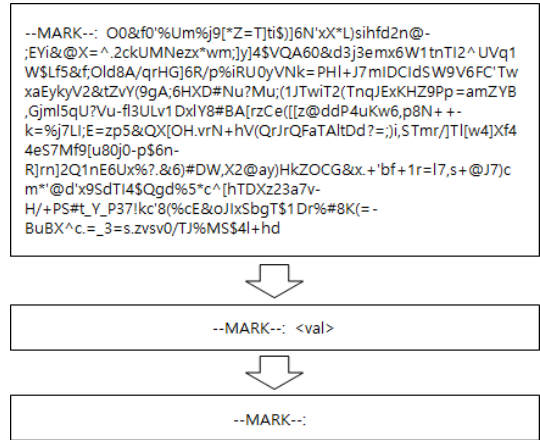 --MARK--: O0&f0'%Um%j9[*Z=T]ti$)]6N'xX*L)sihfd2n@-
;EYi&@X=^.2ckUMNezx*wm;]y]4$VQA60&d3j3emx6W1tnTI2^UVq1
W$Lf5&f;Old8A/qrHG]6R/p%iRU0yVNk=PHl+J7mIDCIdSW9V6FC'Tw
xaEykyV2&tZvY(9gA;6HXD#Nu?Mu;(1JTwiT2(TnqJExKHZ9Pp=amZYB
,Gjml5qU?Vu-fl3ULv1DxlY8#BA[rzCe([[z@ddP4uKw6,p8N++-
k=%j7LI;E=zp5&QX[OH.vrN+hV(QrJrQFaTAltDd?=;)i,STmr/]Tl[w4]Xf4
4eS7Mf9[u80j0-p$6n-
R]rn]2Q1nE6Ux%?.&6)#DW,X2@ay)HkZOCG&x.+'bf+1r=l7,s+@J7)c
m*'@d'x9SdTI4$Qgd%5*c^[hTDXz23a7v-
H/+PS#t_Y_P37!kc'8(%cE&oJIxSbgT$1Dr%#8K(=-
BuBX^c.=_3=s.zvsv0/TJ%MS$4l+hd
--MARK--: <val>
--MARK--: